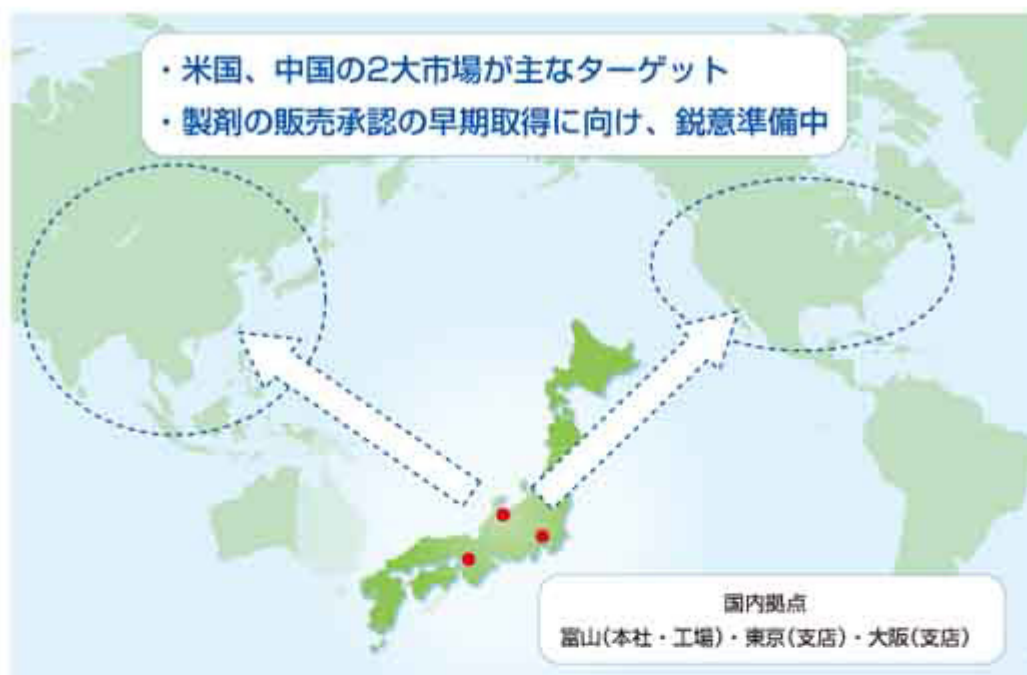 ・米国、中国の2大市場が主なターゲット
・製剤の販売承認の早期取得に向け、鋭意準備中
国内拠点
富山(本社・工場)・東京(支店)・大阪(支店)